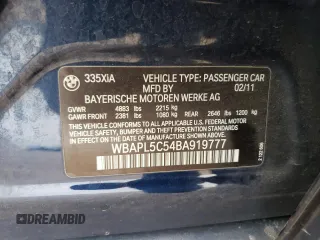 335XIA VEHICLE TYPE: PASSENGER CAR
MFD.BY 02/11
BAYERISCHE MOTOREN WERKE AG
GVWR 4883 lbs 2215 kg
GAWR FRONT 2381 lbs 1080 kg REAR 2646 lbs 1200 kg
THIS VEHICLE CONFORMS TO ALL APPLICABLE FEDERAL
MOTOR VEHICLE SAFETY, BUMPER, AND THEFT PREVENTION
STANDARDS IN EFFECT ON THE DATE OF MANUFACTURE
SHOWN ABOVE.
WBAPL5C54BA919777
DREAMBID